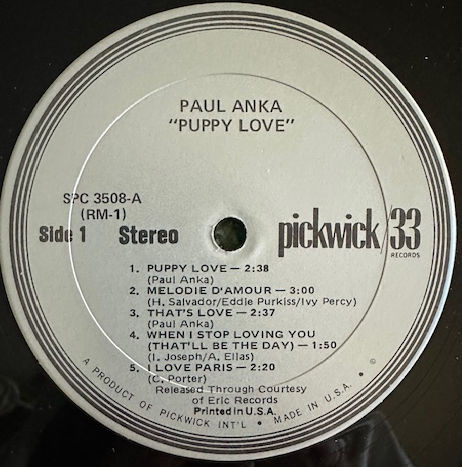 PAUL ANKA
"PUPPY LOVE"
SPC 3508-A
(RM-1)
Side 1 Stereo
pickwick/33
RECORDS
1. PUPPY LOVE — 2:38
(Paul Anka)
2. MELODIE D'AMOUR — 3:00
(H. Salvador/Eddie Purkiss/Ivy Percy)
3. THAT'S LOVE — 2:37
(Paul Anka)
4. WHEN I STOP LOVING YOU
(THAT'LL BE THE DAY) — 1:50
(I. Joseph/A. Ellas)
5. I LOVE PARIS — 2:20
(C. Porter)
Released Through Courtesy
of Eric Records
Printed in U.S.A.
A PRODUCT OF PICKWICK INT'L • MADE IN U.S.A. • ©